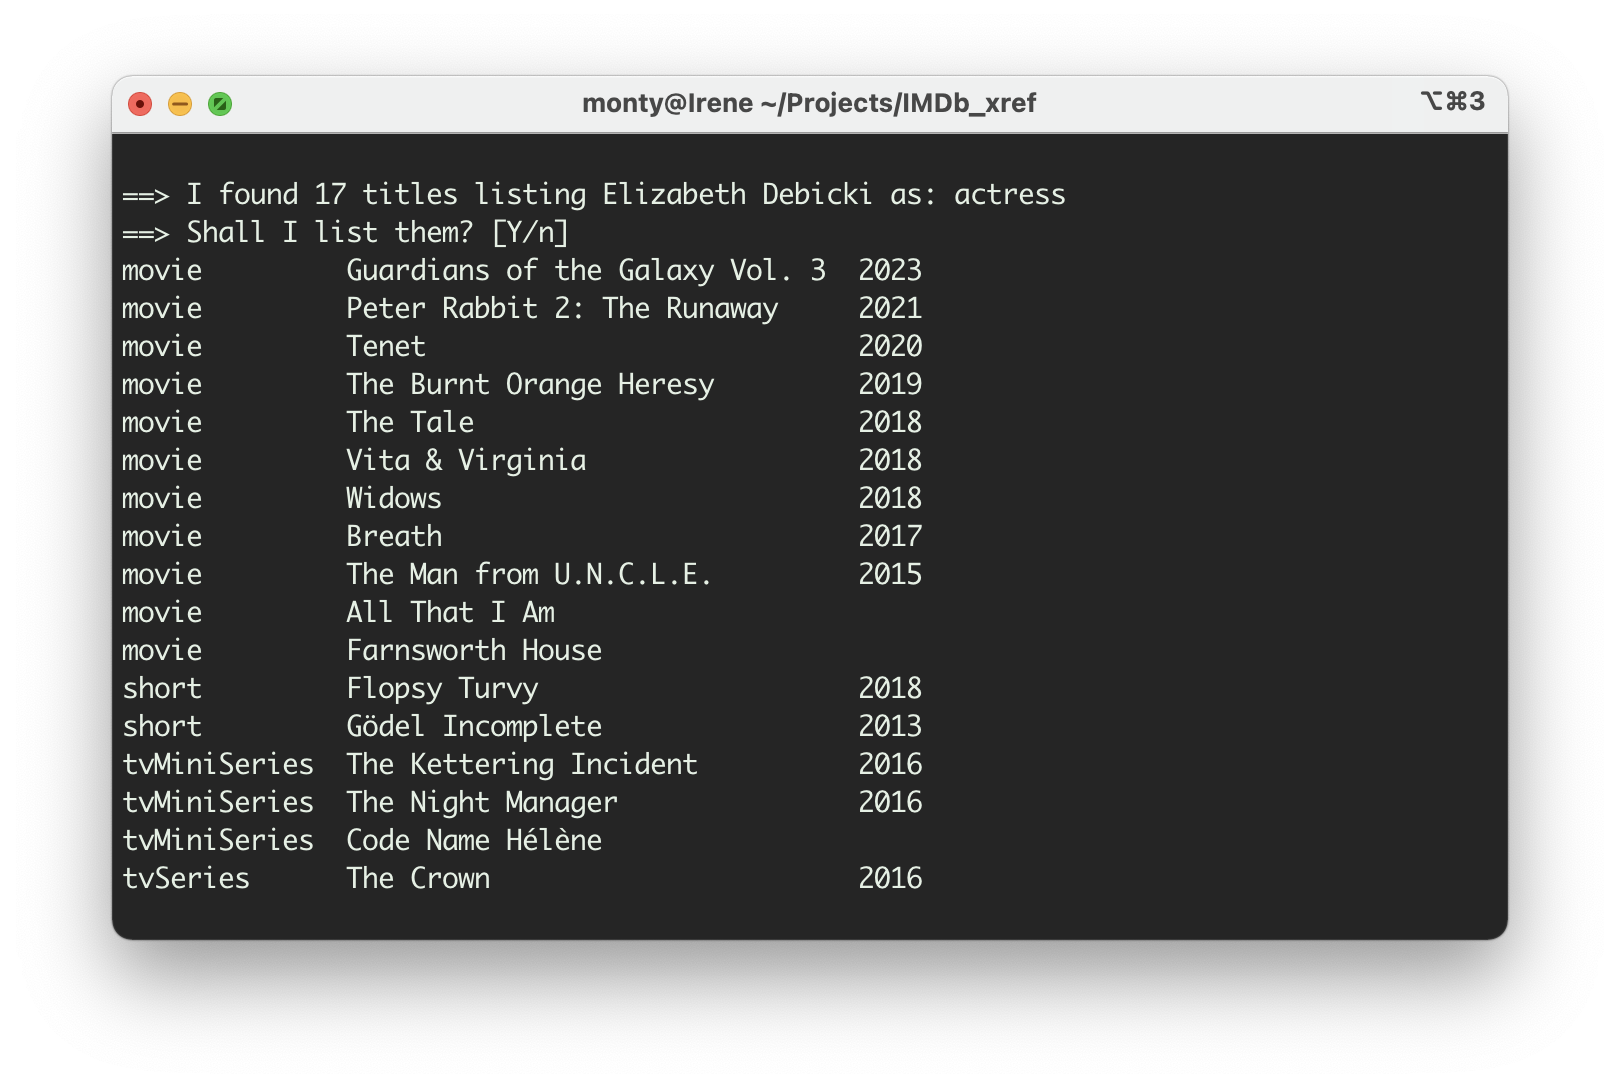 monty@Irene ~/Projects/IMDb_xref ⌥⌘3
==> I found 17 titles listing Elizabeth Debicki as: actress
==> Shall I list them? [Y/n]
movie Guardians of the Galaxy Vol. 3 2023
movie Peter Rabbit 2: The Runaway 2021
movie Tenet 2020
movie The Burnt Orange Heresy 2019
movie The Tale 2018
movie Vita & Virginia 2018
movie Widows 2018
movie Breath 2017
movie The Man from U.N.C.L.E. 2015
movie All That I Am
movie Farnsworth House
short Flopsy Turvy 2018
short Gödel Incomplete 2013
tvMiniSeries The Kettering Incident 2016
tvMiniSeries The Night Manager 2016
tvMiniSeries Code Name Hélène
tvSeries The Crown 2016